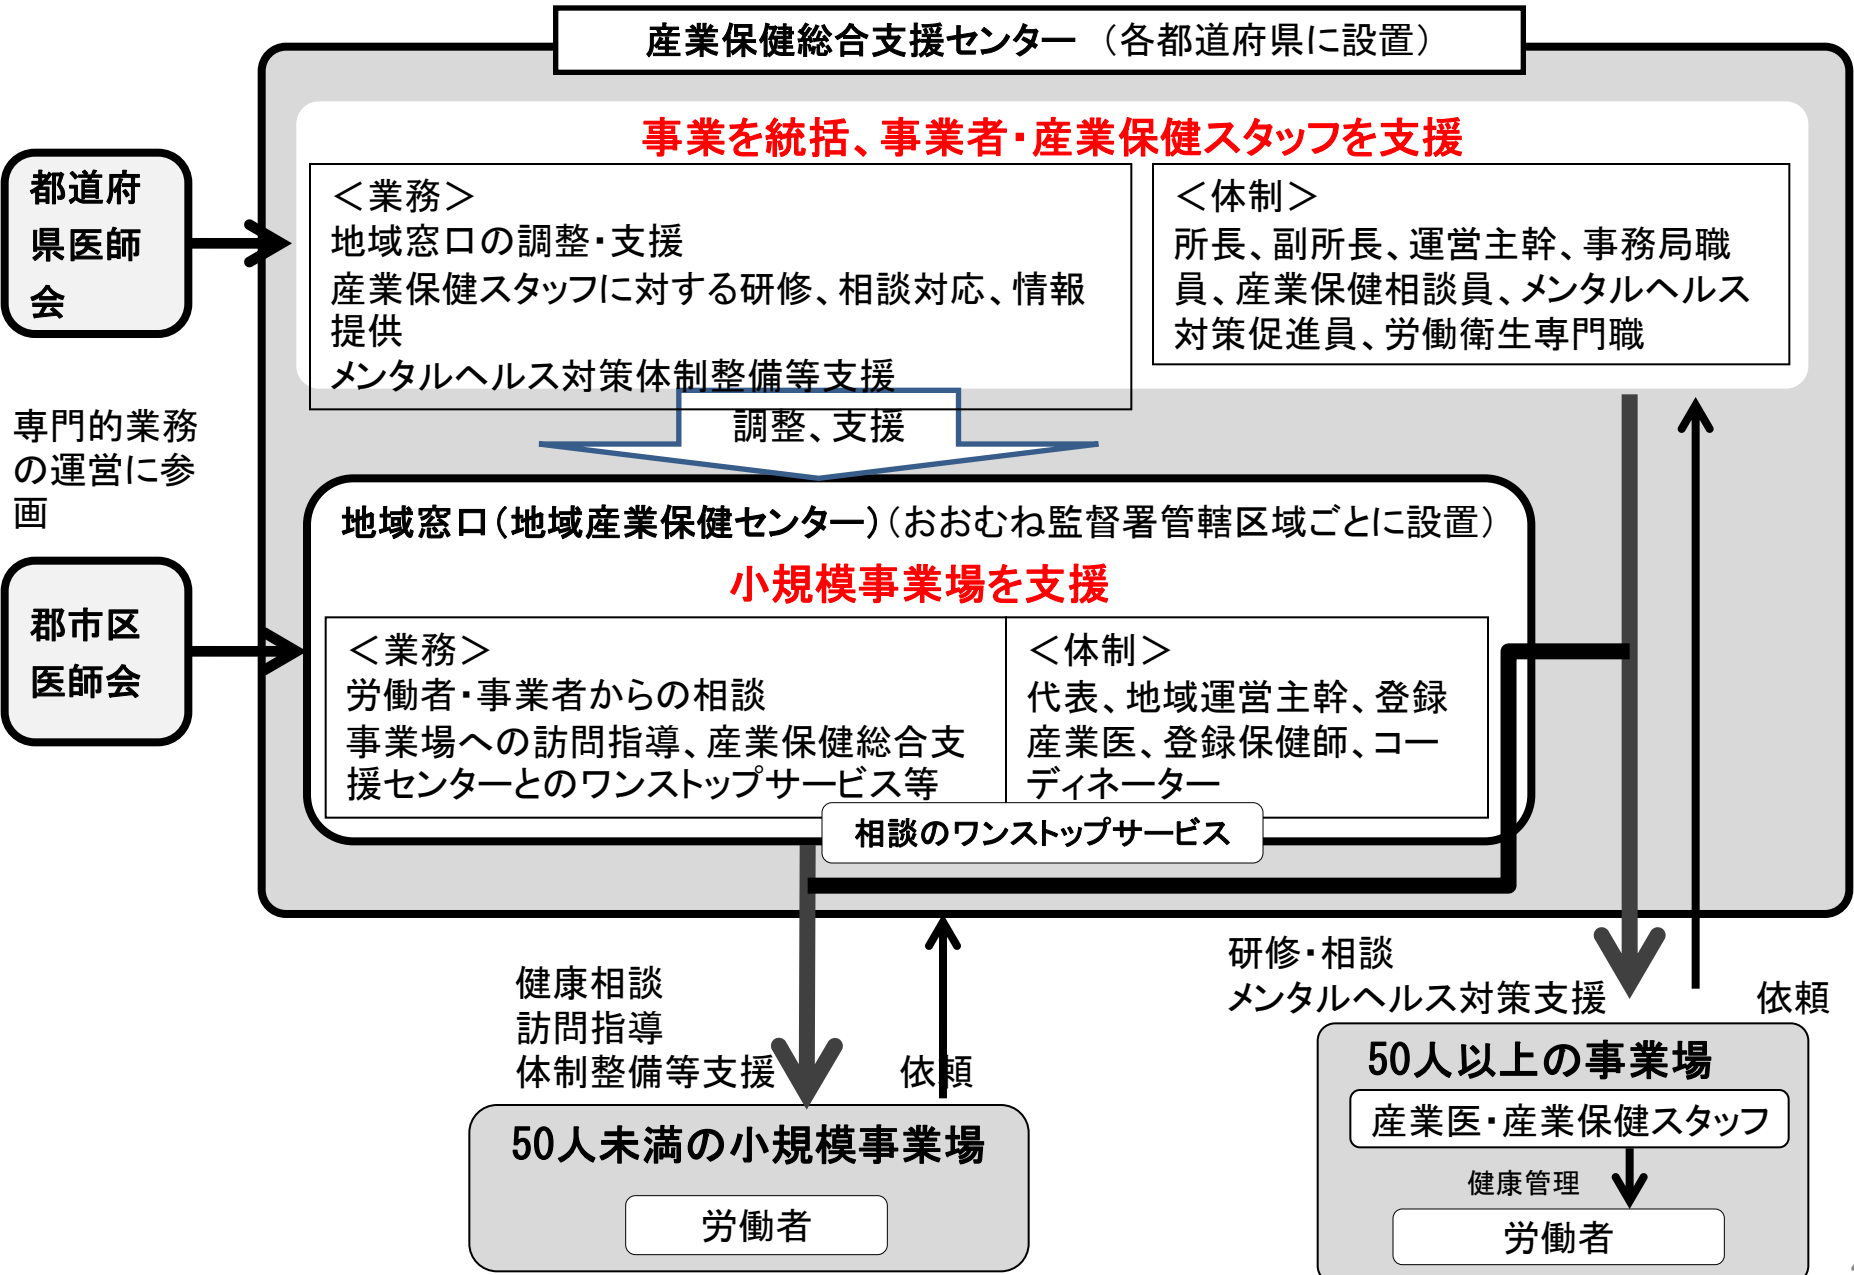 産業保健総合支援センター（各都道府県に設置）
事業を統括、事業者・産業保健スタッフを支援
＜業務＞
地域窓口の調整・支援
産業保健スタッフに対する研修、相談対応、情報
提供
メンタルヘルス対策体制整備等支援
＜体制＞
所長、副所長、運営主幹、事務局職
員、産業保健相談員、メンタルヘルス
対策促進員、労働衛生専門職
都道府
県医師
会
専門的業務
の運営に参
画
郡市区
医師会
調整、支援
地域窓口（地域産業保健センター）（おおむね監督署管轄区域ごとに設置）
小規模事業場を支援
＜業務＞
労働者・事業者からの相談
事業場への訪問指導、産業保健総合支
援センターとのワンストップサービス等
＜体制＞
代表、地域運営主幹、登録
産業医、登録保健師、コー
ディネーター
相談のワンストップサービス
健康相談
訪問指導
体制整備等支援
依頼
研修・相談
メンタルヘルス対策支援
依頼
50人未満の小規模事業場
労働者
50人以上の事業場
産業医・産業保健スタッフ
健康管理
労働者